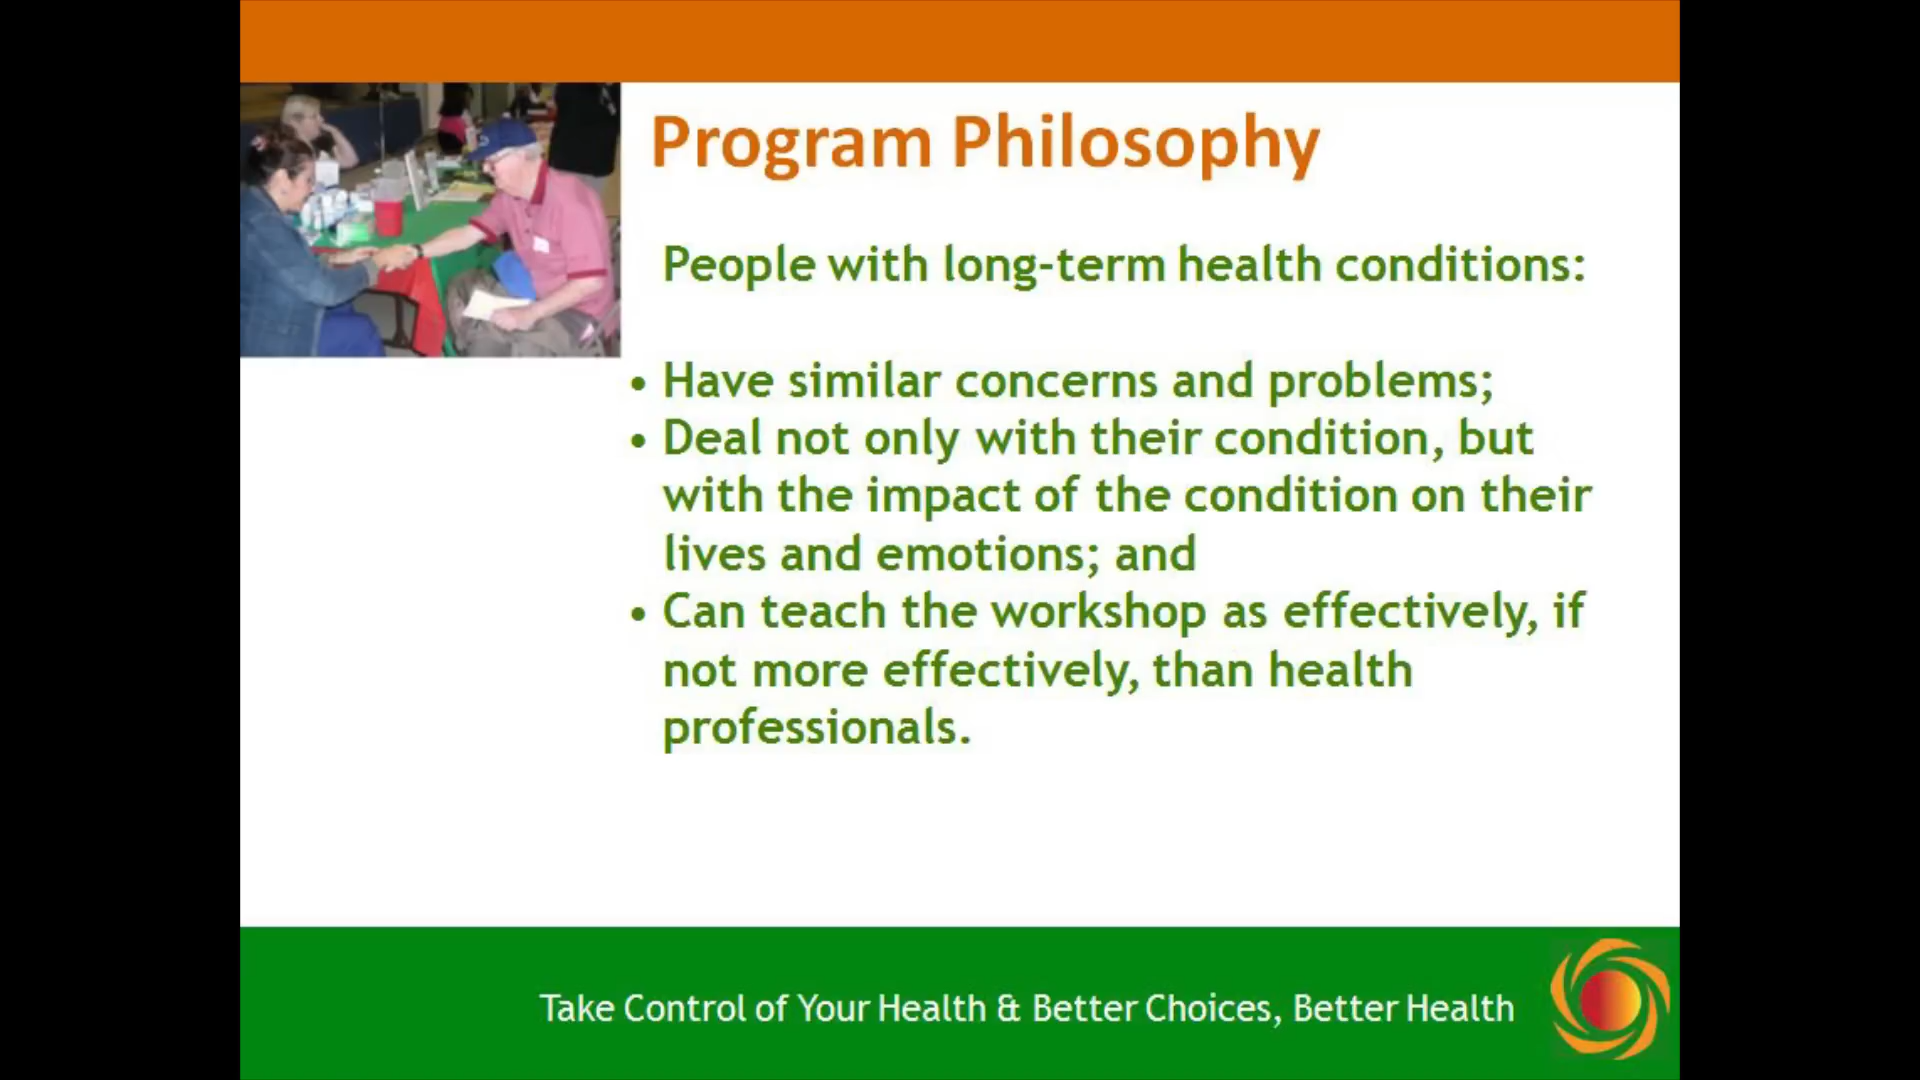 Program Philosophy
People with long-term health conditions:
• Have similar concerns and problems;
• Deal not only with their condition, but
with the impact of the condition on their
lives and emotions; and
• Can teach the workshop as effectively, if
not more effectively, than health
professionals.
Take Control of Your Health & Better Choices, Better Health